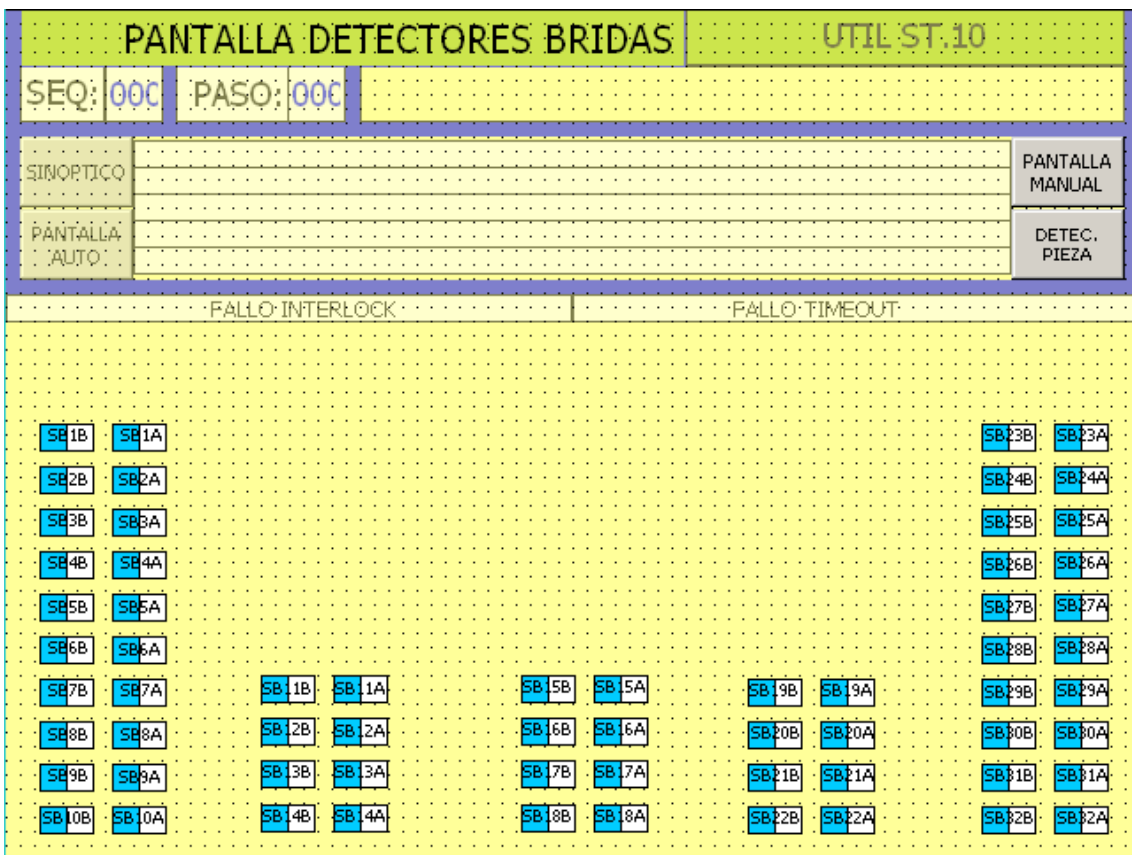 PANTALLA DETECTORES BRIDAS UTIL ST.10
SEQ: 000 PASO: 000
SINOPTICO
PANTALLA MANUAL
PANTALLA AUTO
DETEC. PIEZA
FALLO INTERLOCK FALLO TIMEOUT
SB1B SB1A SB23B SB23A
SB2B SB2A SB24B SB24A
SB3B SB3A SB25B SB25A
SB4B SB4A SB26B SB26A
SB5B SB5A SB27B SB27A
SB6B SB6A SB28B SB28A
SB7B SB7A SB11B SB11A SB15B SB15A SB19B SB19A SB29B SB29A
SB8B SB8A SB12B SB12A SB16B SB16A SB20B SB20A SB30B SB30A
SB9B SB9A SB13B SB13A SB17B SB17A SB21B SB21A SB31B SB31A
SB10B SB10A SB14B SB14A SB18B SB18A SB22B SB22A SB32B SB32A